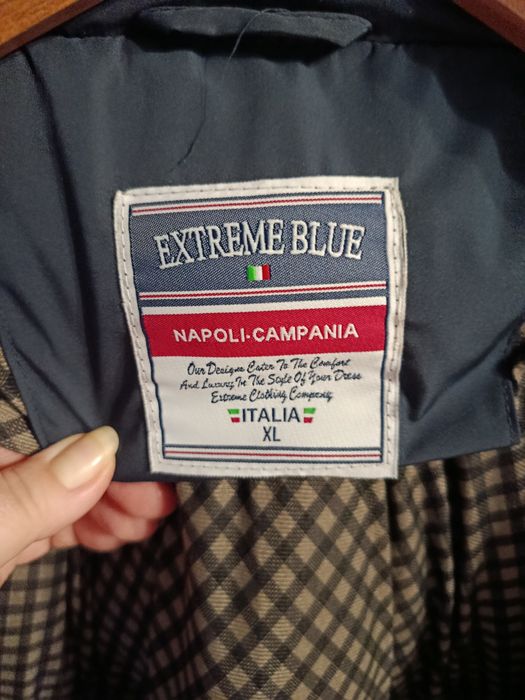 EXTREME BLUE
NAPOLI-CAMPANIA
Our Designe Cater To The Comfort
And Luxury In The Style Of Your Dress
Extreme Clothing Company
ITALIA
XL